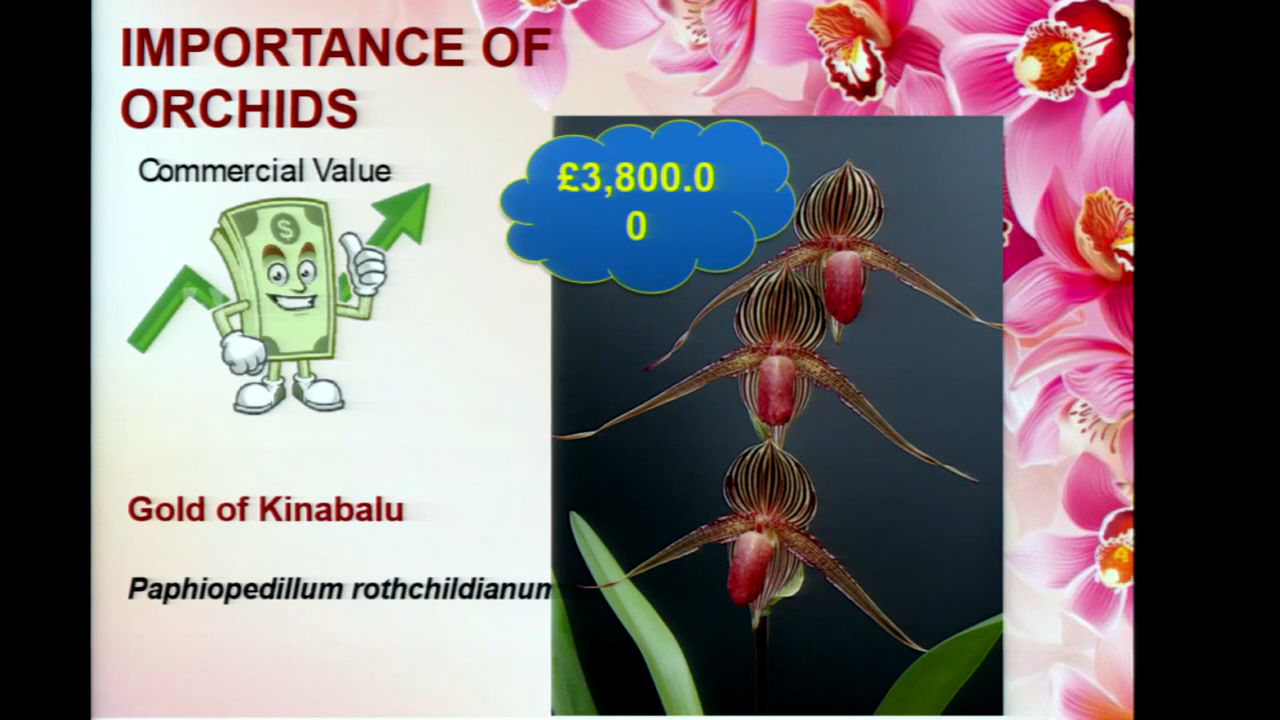 IMPORTANCE OF
ORCHIDS
Commercial Value
£3,800.0
0
$
Gold of Kinabalu
Paphiopedillum rothchildianum